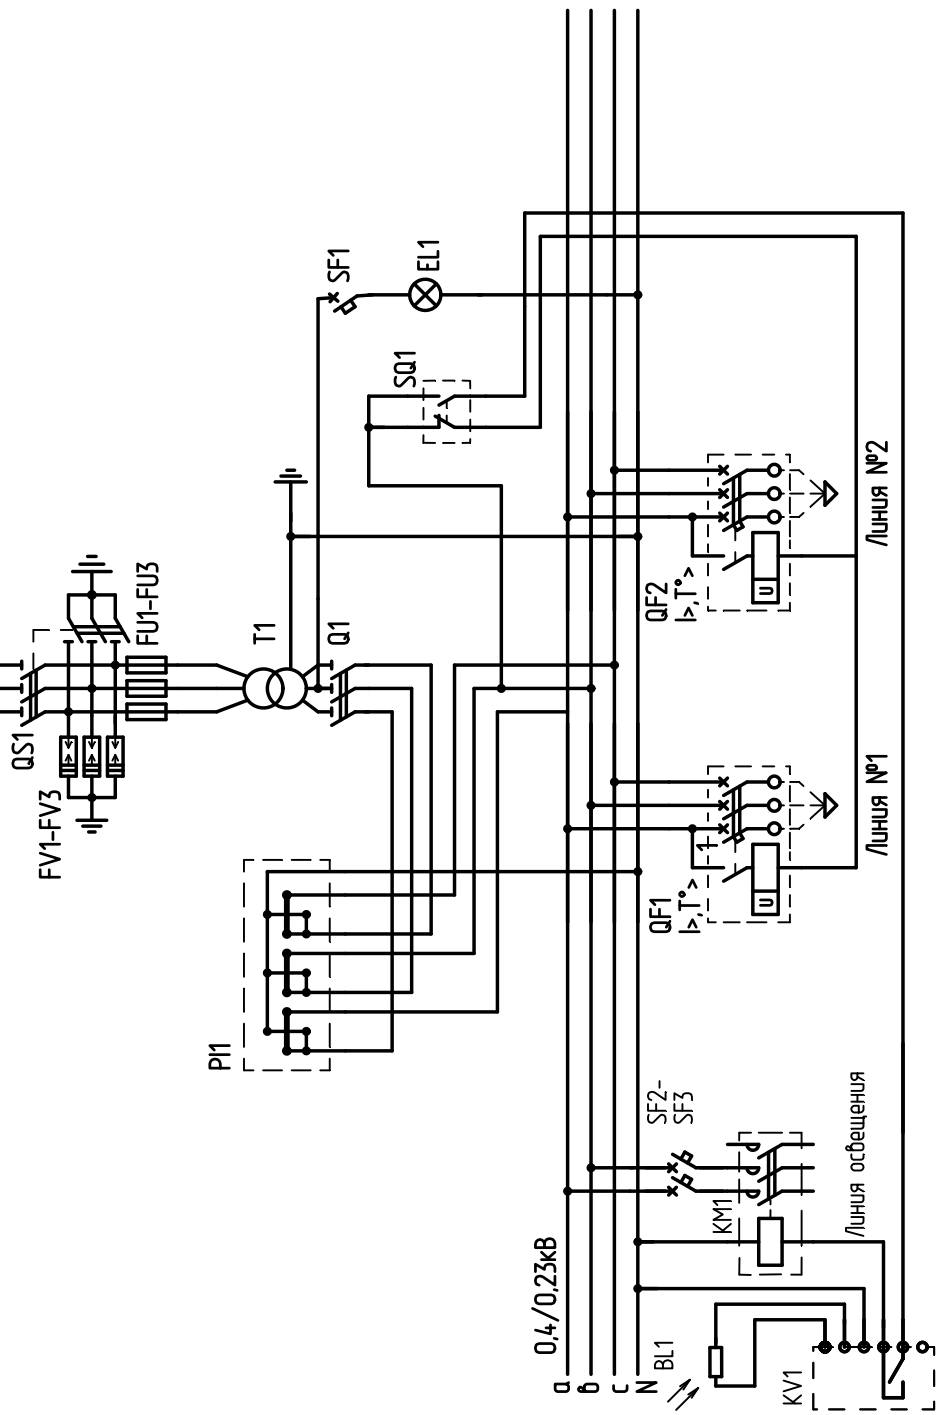 SF1
EL1
SQ1
Линия №2
QF2
I>,T°>
FU1-FU3
T1
Q1
QS1
FV1-FV3
Линия №1
1
QF1
I>,T°>
U
U
PI1
SF2-
SF3
KM1
Линия освещения
0,4/0,23кВ
BL1
KV1
a
в
c
N